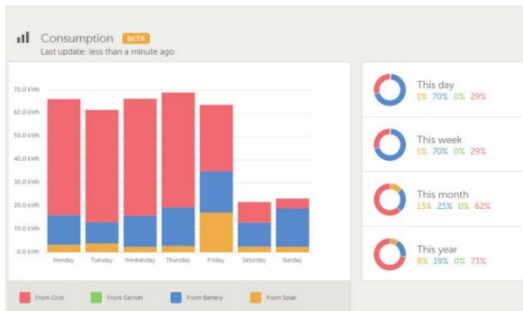 Consumption BETA
Last update: less than a minute ago
70.0 kWh
60.0 kWh
50.0 kWh
40.0 kWh
30.0 kWh
20.0 kWh
10.0 kWh
0.0 kWh
Monday Tuesday Wednesday Thursday Friday Saturday Sunday
From Grid From Genset From Battery From Solar
This day
1% 70% 0% 29%
This week
1% 70% 0% 29%
This month
13% 25% 0% 62%
This year
8% 19% 0% 73%